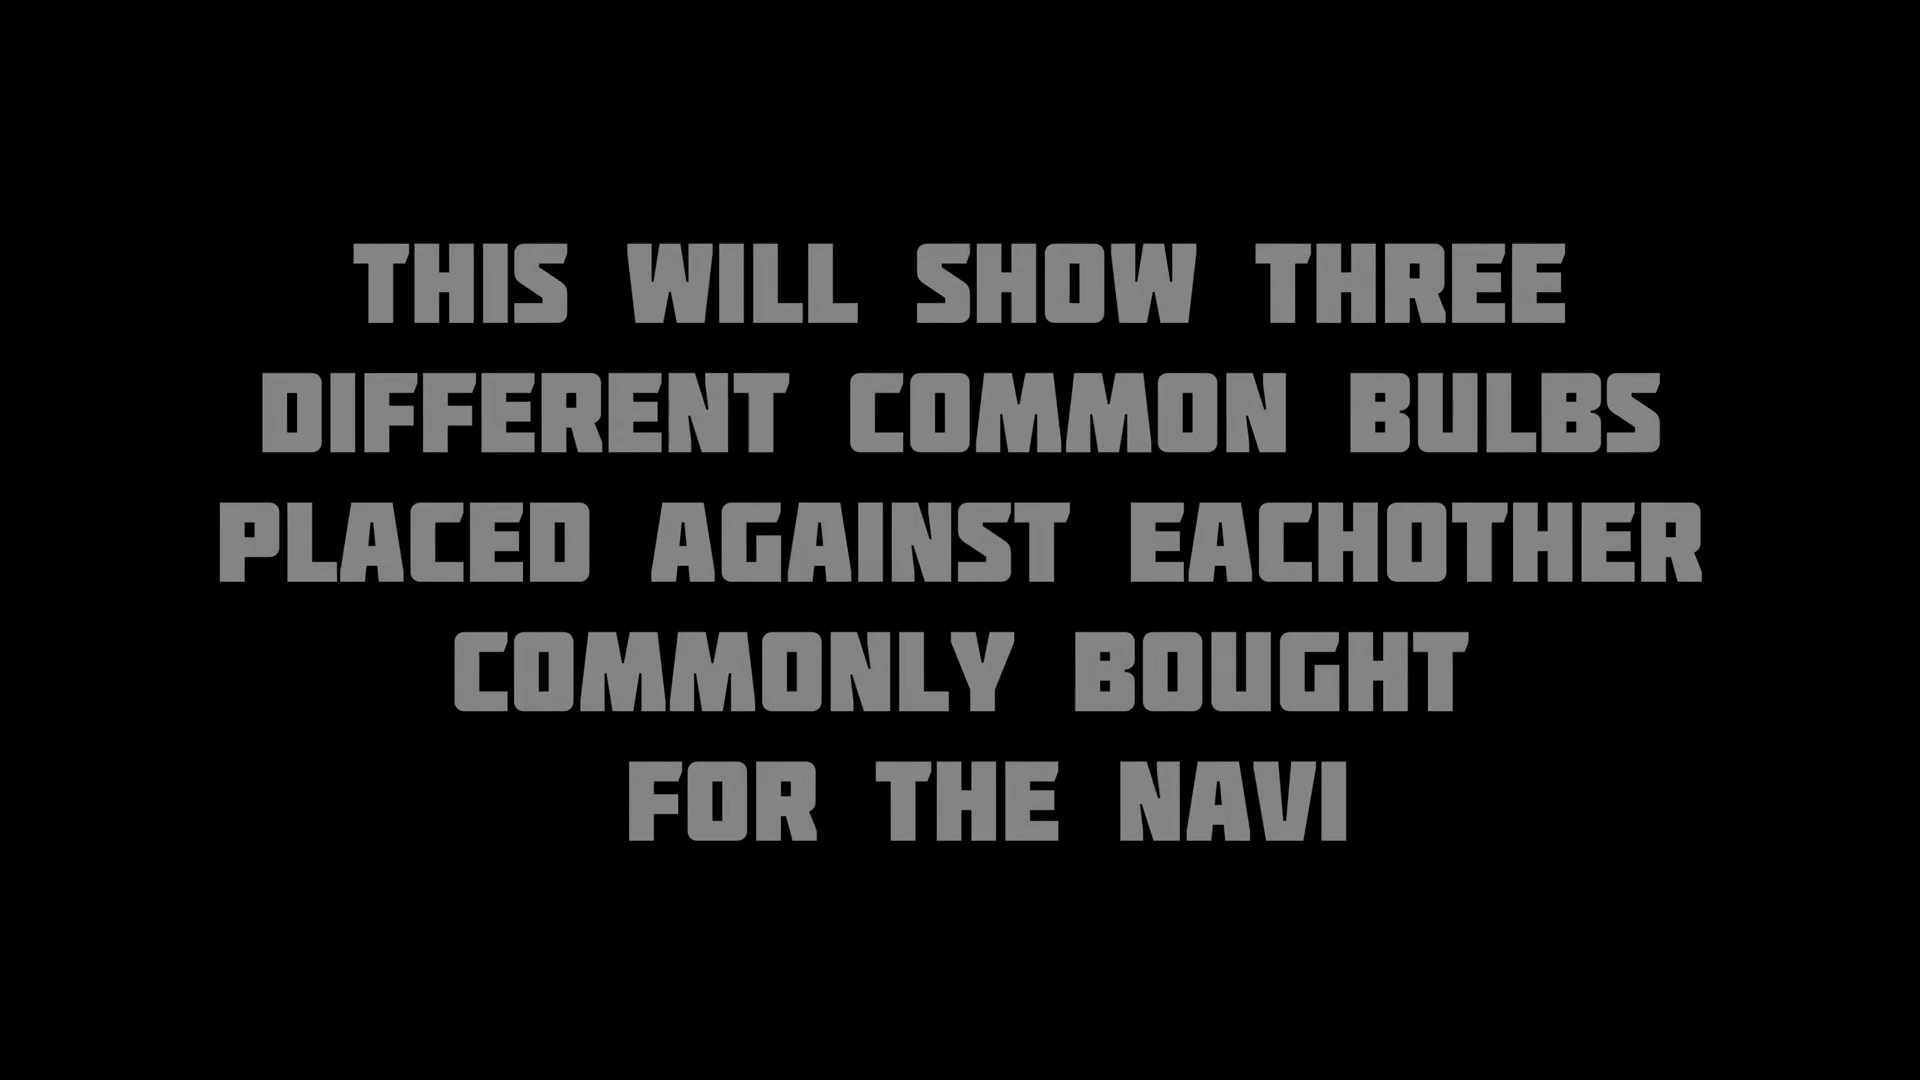 THIS WILL SHOW THREE
DIFFERENT COMMON BULBS
PLACED AGAINST EACHOTHER
COMMONLY BOUGHT
FOR THE NAVI